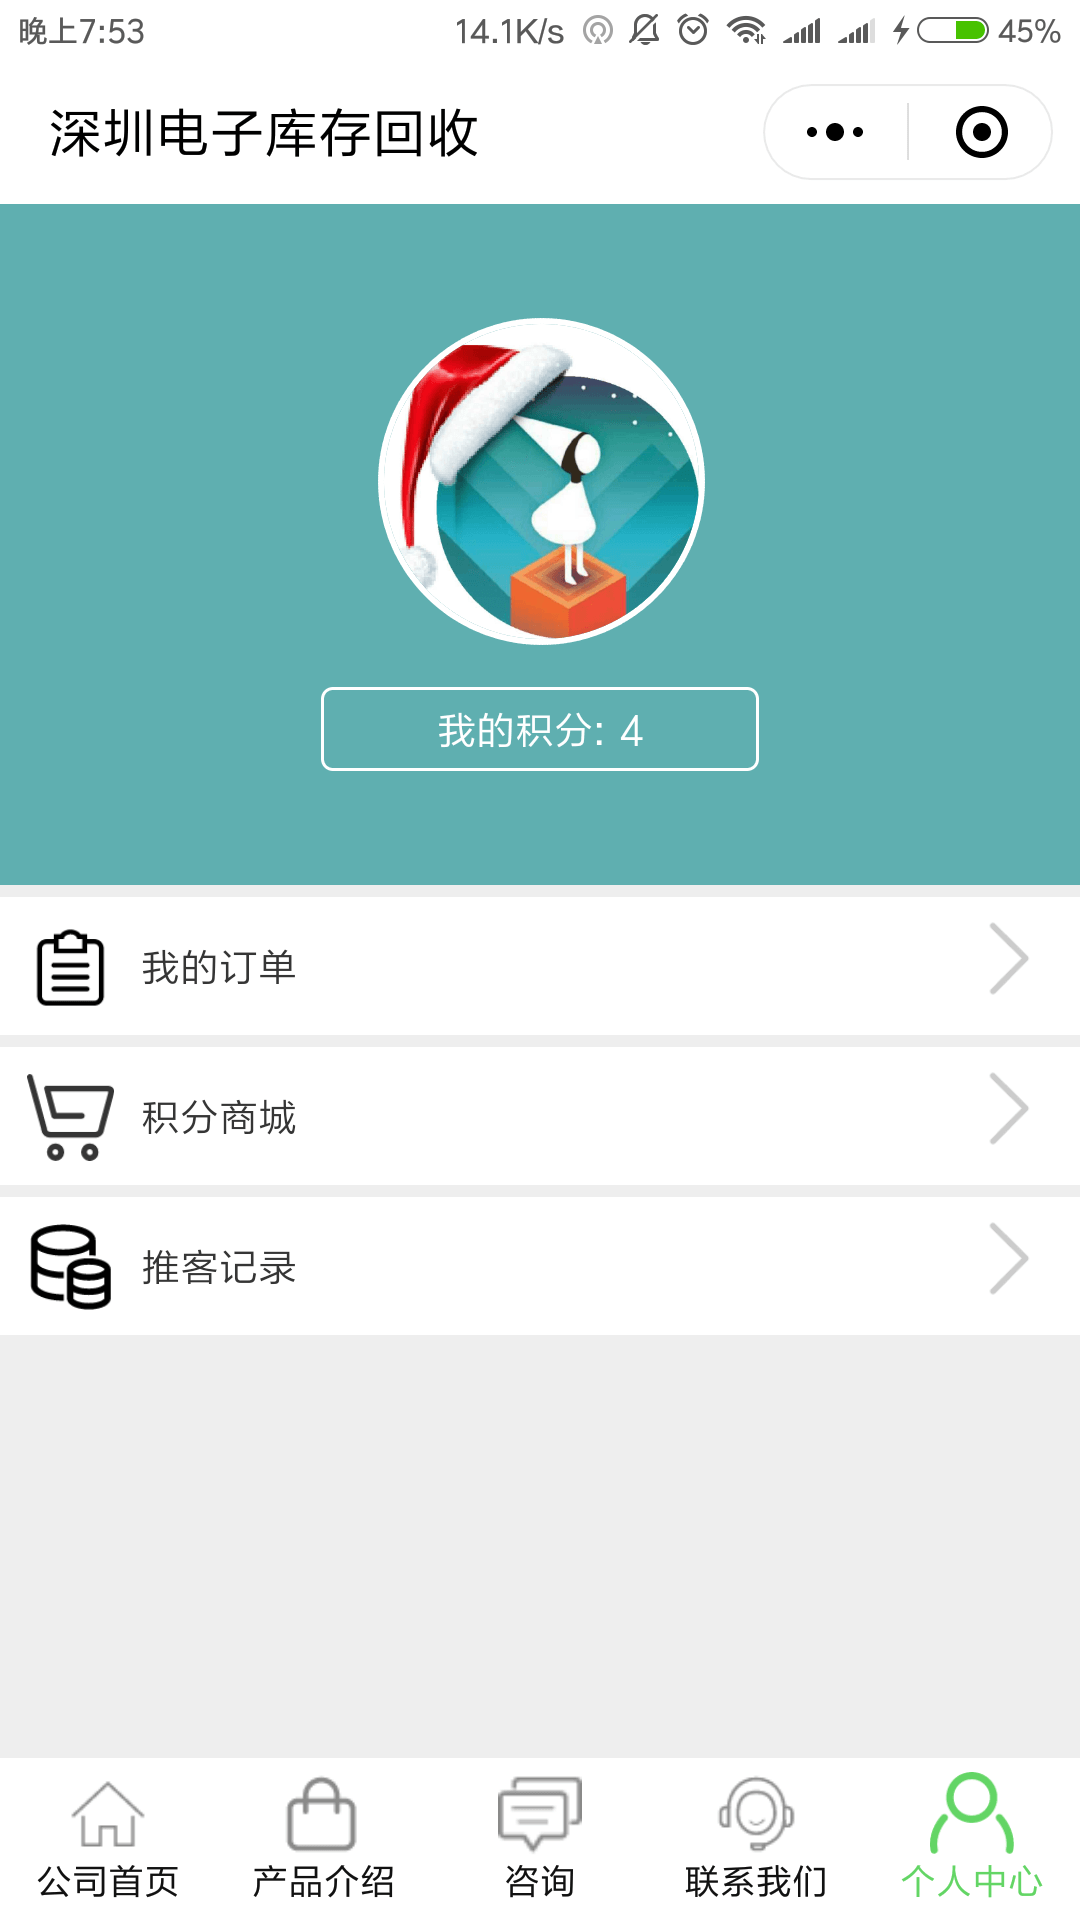 晚上7:53 14.1K/s 45%
深圳电子库存回收
我的积分: 4
我的订单
积分商城
推客记录
公司首页 产品介绍 咨询 联系我们 个人中心